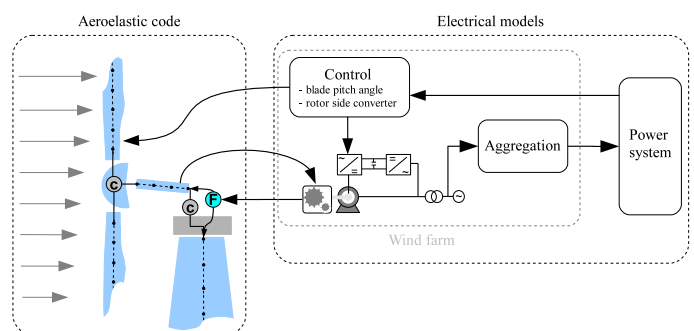 Aeroelastic code
Electrical models
Control
- blade pitch angle
- rotor side converter
Power
system
Aggregation
~
=
=
~
C
C
F
~
Wind farm